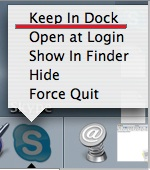 Keep In Dock
Open at Login
Show In Finder
Hide
Force Quit